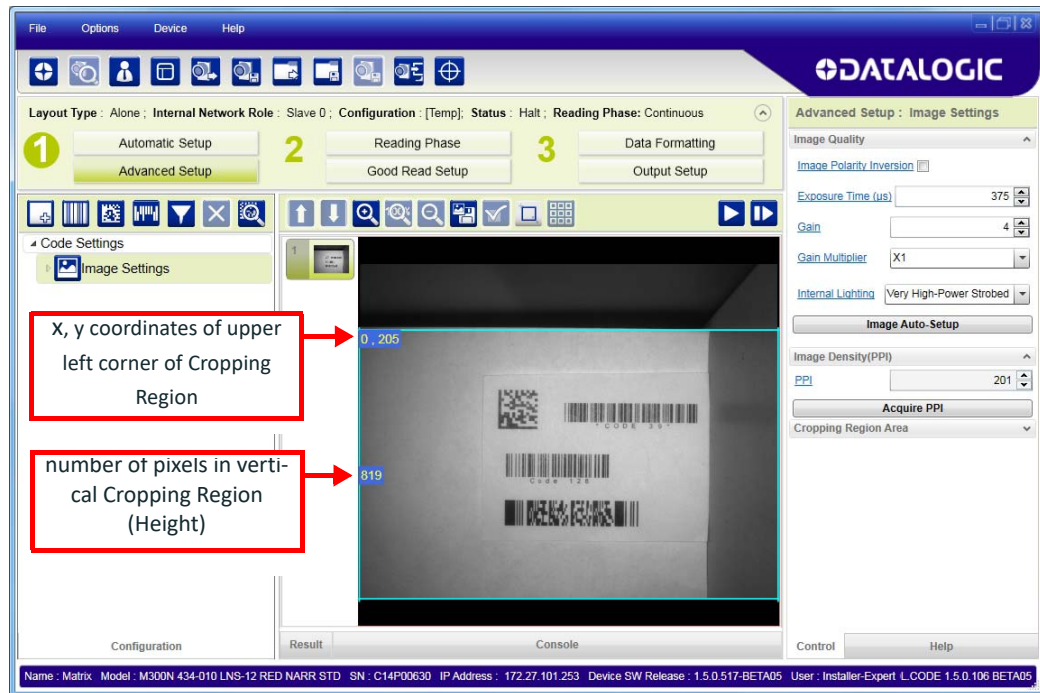 File Options Device Help
DATALOGIC
Layout Type : Alone ; Internal Network Role : Slave 0 ; Configuration : [Temp]; Status : Halt ; Reading Phase: Continuous
1 Automatic Setup
Advanced Setup
2 Reading Phase
Good Read Setup
3 Data Formatting
Output Setup
Code Settings
Image Settings
x, y coordinates of upper
left corner of Cropping
Region
number of pixels in verti-
cal Cropping Region
(Height)
Configuration
1
0 , 205
819
*CODE 39*
Code 128
Result Console
Advanced Setup : Image Settings
Image Quality
Image Polarity Inversion
Exposure Time (µs) 375
Gain 4
Gain Multiplier X1
Internal Lighting Very High-Power Strobed
Image Auto-Setup
Image Density(PPI)
PPI 201
Acquire PPI
Cropping Region Area
Control Help
Name : Matrix Model : M300N 434-010 LNS-12 RED NARR STD SN : C14P00630 IP Address : 172.27.101.253 Device SW Release : 1.5.0.517-BETA05 User : Installer-Expert (L.CODE 1.5.0.106 BETA05